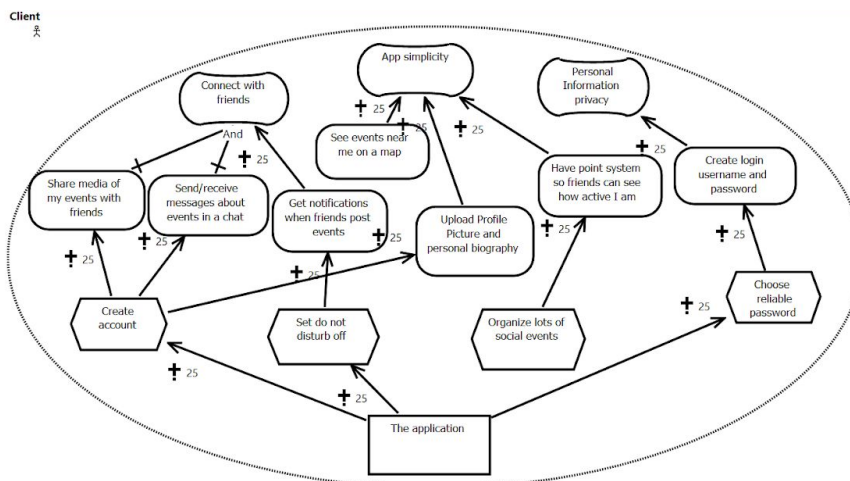 Client
App simplicity
Connect with
friends
Personal
Information
privacy
And
25
25
25
25
25
See events near
me on a map
Share media of
my events with
friends
Send/receive
messages about
events in a chat
Get notifications
when friends post
events
Upload Profile
Picture and
personal biography
Have point system
so friends can see
how active I am
Create login
username and
password
25
25
25
25
25
25
25
Create
account
Set do not
disturb off
Organize lots of
social events
Choose
reliable
password
25
25
25
The application